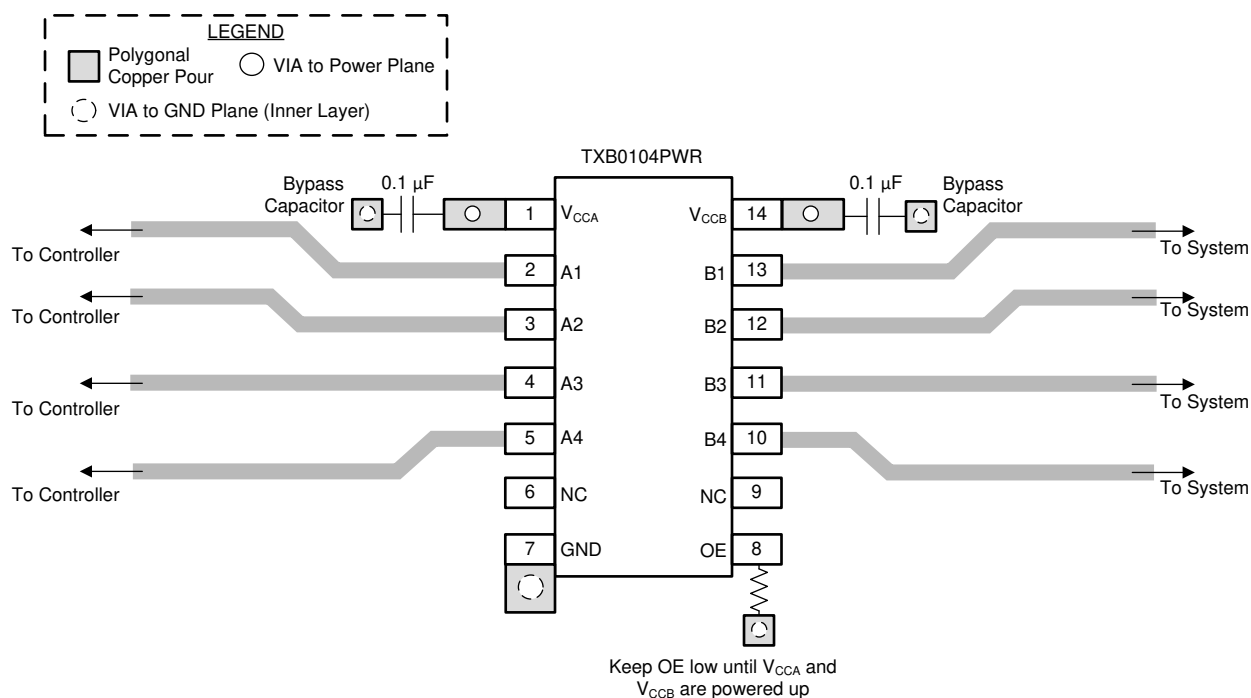 LEGEND
Polygonal
Copper Pour
VIA to Power Plane
VIA to GND Plane (Inner Layer)
TXB0104PWR
Bypass
Capacitor
0.1 µF
0.1 µF
Bypass
Capacitor
1 VCCA
VCCB 14
To Controller
2 A1
B1 13
To System
To Controller
3 A2
B2 12
To System
To Controller
4 A3
B3 11
To System
To Controller
5 A4
B4 10
To System
6 NC
NC 9
7 GND
OE 8
Keep OE low until VCCA and
VCCB are powered up